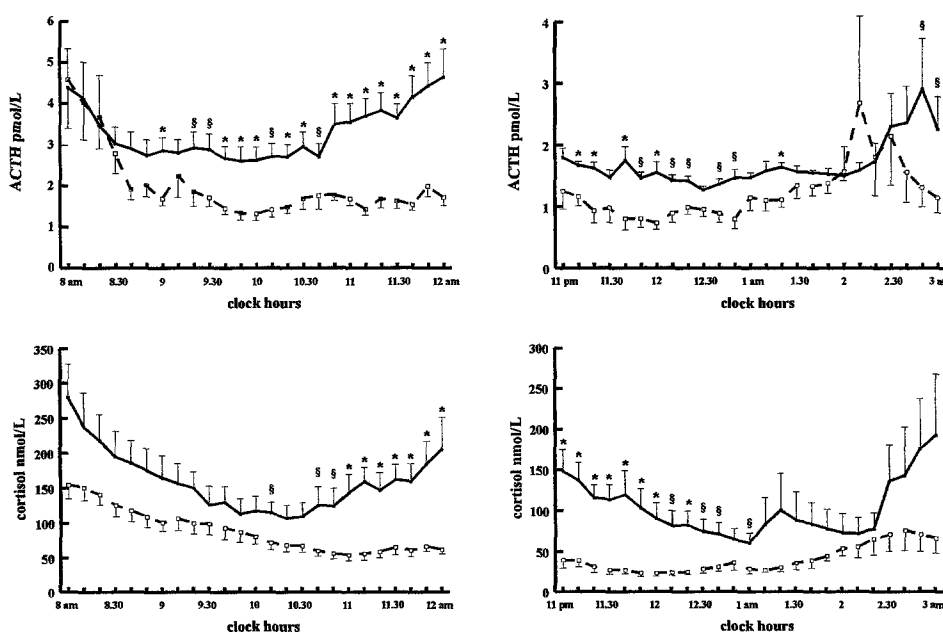 ACTH pmol/L
6
5
4
3
2
1
0
* § § * * * § * * § * * * * * * * *
8 am 8.30 9 9.30 10 10.30 11 11.30 12 am
clock hours
ACTH pmol/L
4
3
2
1
0
* * * § * § § § § * § §
11 pm 11.30 12 12.30 1 am 1.30 2 2.30 3 am
clock hours
cortisol nmol/L
350
300
250
200
150
100
50
0
§ § § * * * * * * *
8 am 8.30 9 9.30 10 10.30 11 11.30 12 am
clock hours
cortisol nmol/L
300
250
200
150
100
50
0
* * * * * * * § * § § §
11 pm 11.30 12 12.30 1 am 1.30 2 2.30 3 am
clock hours